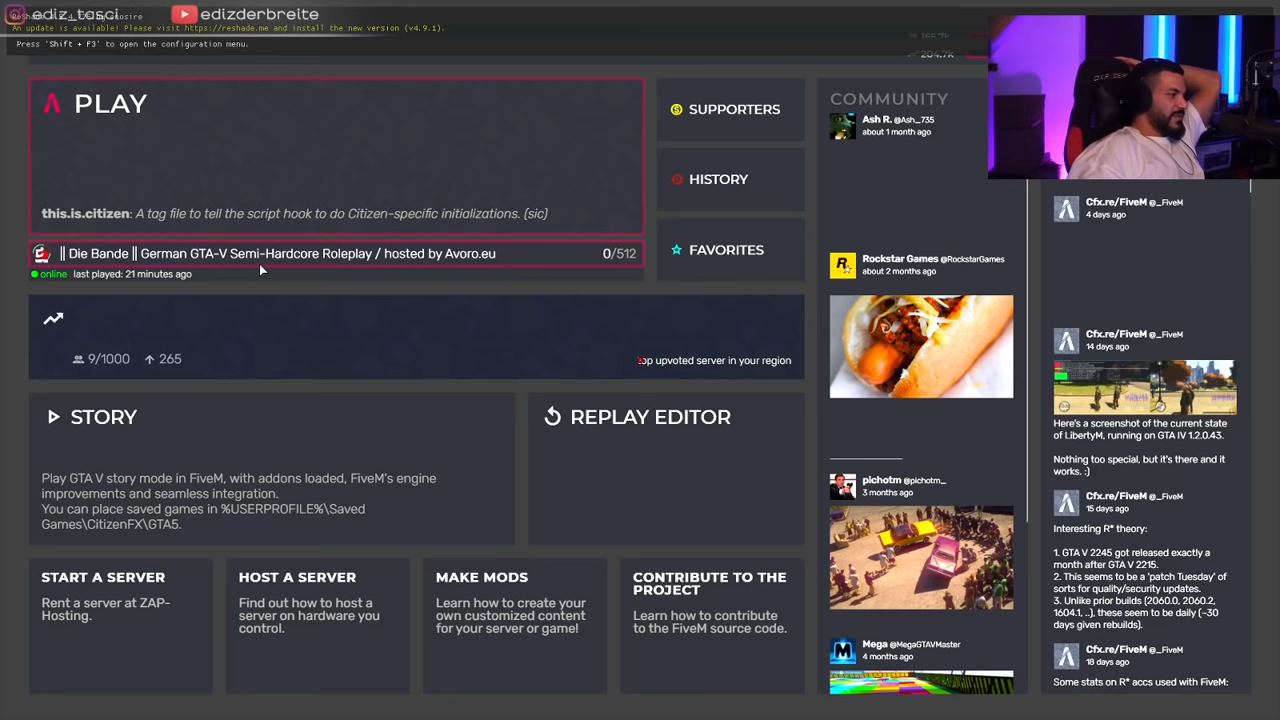 ediz_tosci
edizderbreite
An update is available! Please visit https://reshade.me and install the new version (v4.9.1).
Press 'Shift + F3' to open the configuration menu.
204.7k
PLAY
this.is.citizen: A tag file to tell the script hook to do Citizen-specific initializations. (sic)
|| Die Bande || German GTA-V Semi-Hardcore Roleplay / hosted by Avoro.eu
0/512
online last played: 21 minutes ago
SUPPORTERS
HISTORY
FAVORITES
9/1000 265
top upvoted server in your region
STORY
Play GTA V story mode in FiveM, with addons loaded, FiveM's engine
improvements and seamless integration.
You can place saved games in %USERPROFILE%\Saved
Games\CitizenFX\GTA5.
REPLAY EDITOR
START A SERVER
Rent a server at ZAP-
Hosting.
HOST A SERVER
Find out how to host a
server on hardware you
control.
MAKE MODS
Learn how to create your
own customized content
for your server or game!
CONTRIBUTE TO THE
PROJECT
Learn how to contribute
to the FiveM source code.
COMMUNITY
Ash R. @Ash_735
about 1 month ago
Rockstar Games @RockstarGames
about 2 months ago
pichotm @pichotm_
3 months ago
Mega @MegaGTAVMaster
4 months ago
Cfx.re/FiveM @_FiveM
4 days ago
Cfx.re/FiveM @_FiveM
14 days ago
Here's a screenshot of the current state
of LibertyM, running on GTA IV 1.2.0.43.
Nothing too special, but it's there and it
works. :)
Cfx.re/FiveM @_FiveM
15 days ago
Interesting R* theory:
1. GTA V 2245 got released exactly a
month after GTA V 2215.
2. This seems to be a 'patch Tuesday' of
sorts for quality/security updates.
3. Unlike prior builds (2060.0, 2060.2,
1604.1, ..), these seem to be daily (~30
days given rebuilds).
Cfx.re/FiveM @_FiveM
18 days ago
Some stats on R* accs used with FiveM: